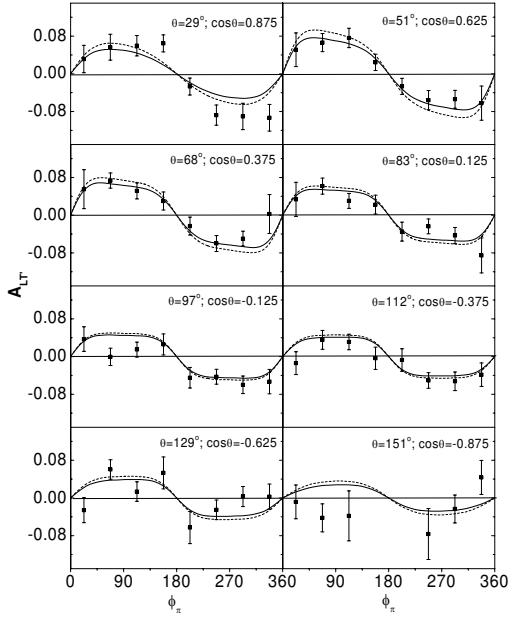 θ=29°; cosθ=0.875
θ=51°; cosθ=0.625
0.08
0.00
-0.08
θ=68°; cosθ=0.375
θ=83°; cosθ=0.125
0.08
0.00
-0.08
A_LT'
θ=97°; cosθ=-0.125
θ=112°; cosθ=-0.375
0.08
0.00
-0.08
θ=129°; cosθ=-0.625
θ=151°; cosθ=-0.875
0.08
0.00
-0.08
0 90 180 270 360 90 180 270 360
ϕ_π ϕ_π